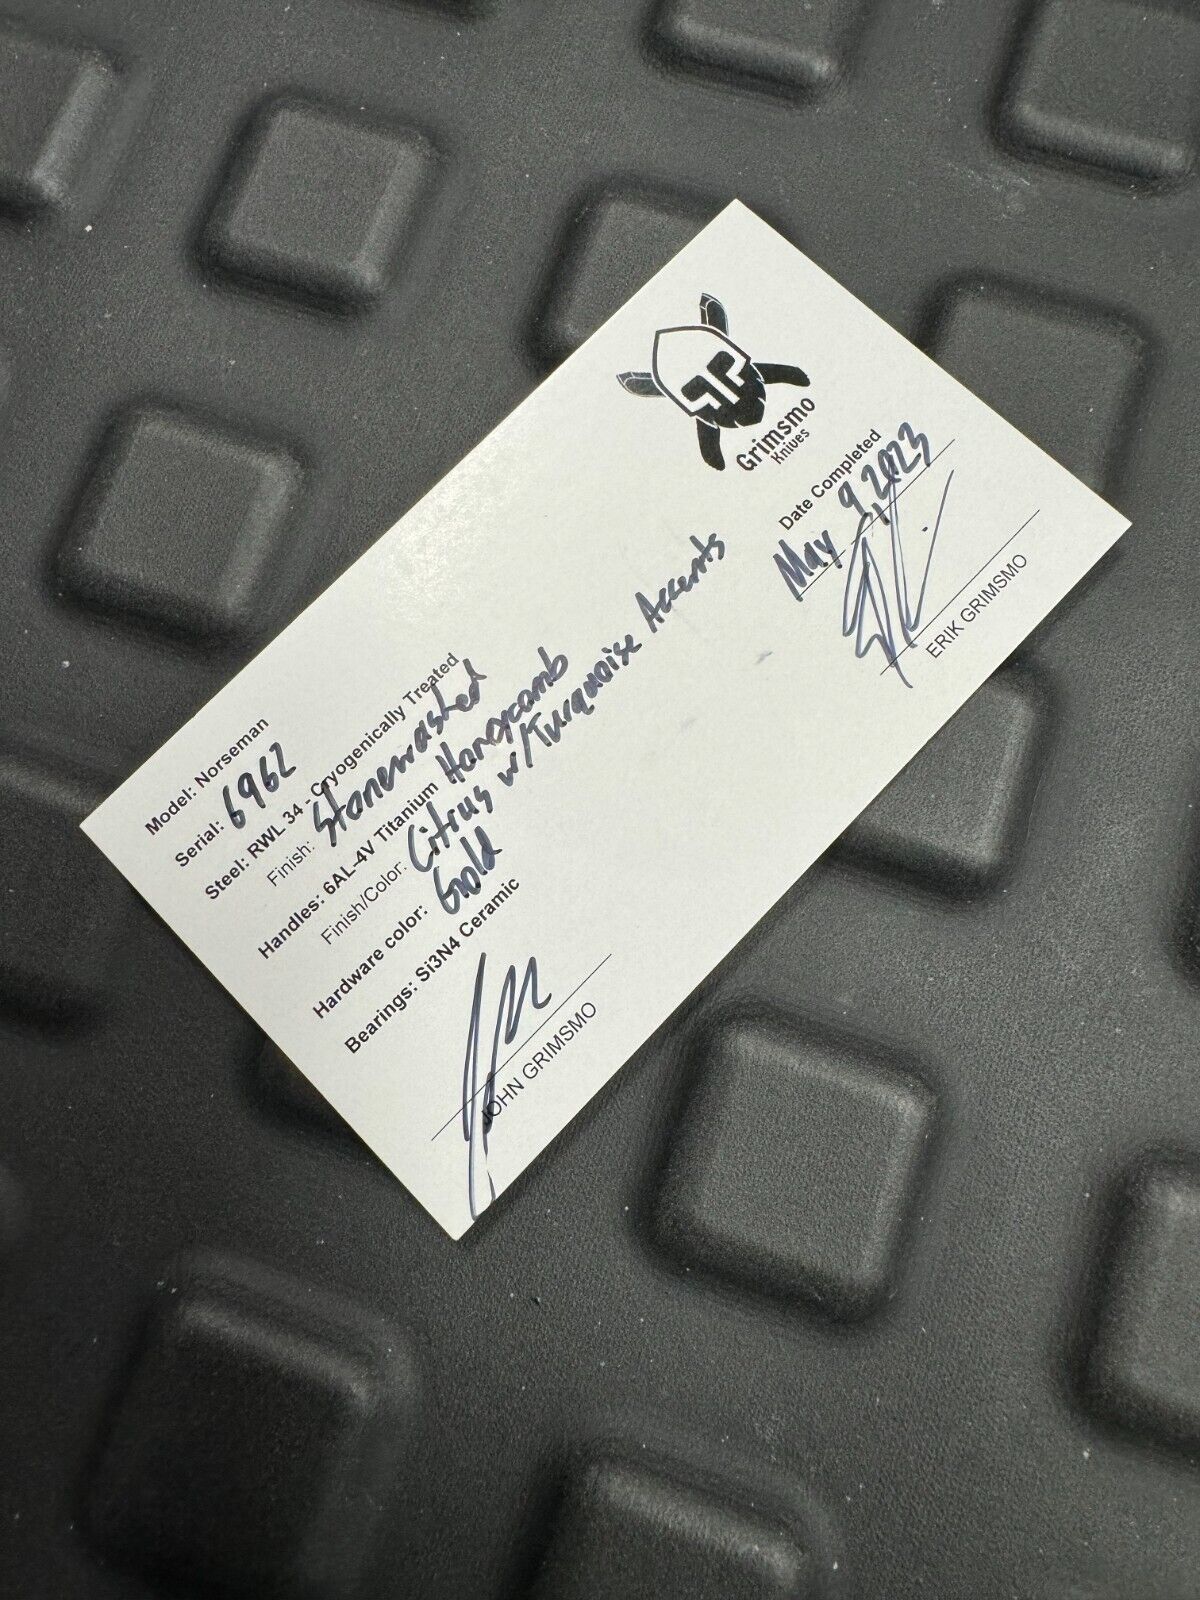 Grimsmo
Knives
Model: Norseman
Serial: 6962
Steel: RWL 34 - Cryogenically Treated
Finish: Stonewashed
Handles: 6AL-4V Titanium Honeycomb
Finish/Color: Citrus w/Turquoise Accents
Hardware color: Gold
Bearings: Si3N4 Ceramic
Date Completed
May 9, 2023
JOHN GRIMSMO
ERIK GRIMSMO